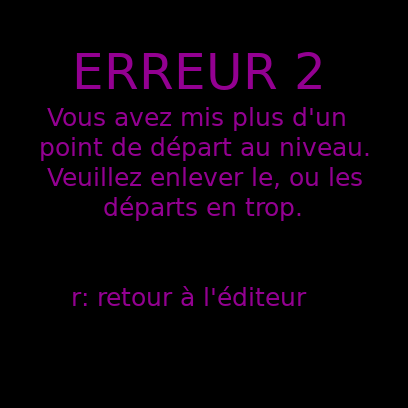 ERREUR 2
Vous avez mis plus d'un
point de départ au niveau.
Veuillez enlever le, ou les
départs en trop.
r: retour à l'éditeur